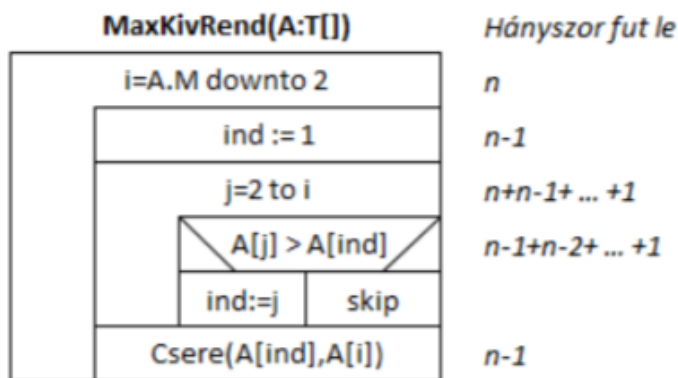 MaxKivRend(A:T[]) Hányszor fut le
i=A.M downto 2 n
ind := 1 n-1
j=2 to i n+n-1+ ... +1
A[j] > A[ind] n-1+n-2+ ... +1
ind:=j skip
Csere(A[ind],A[i]) n-1